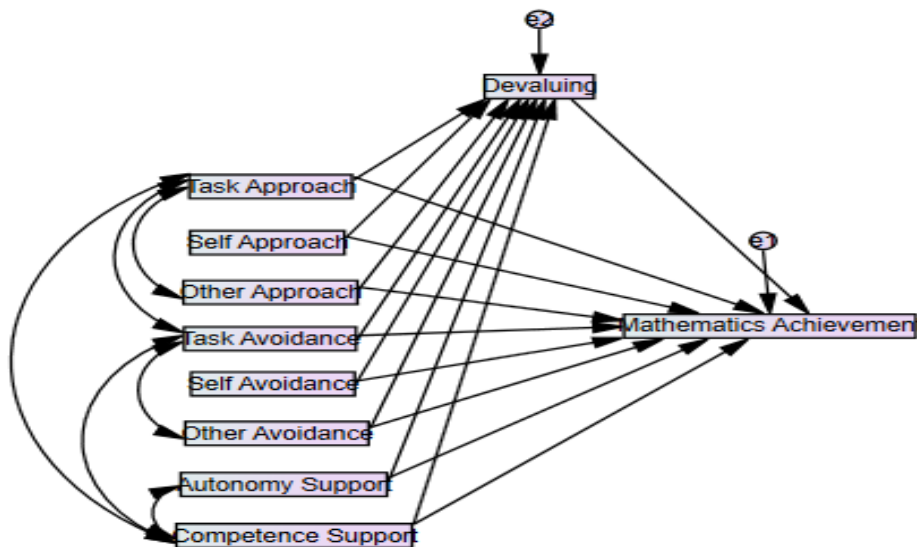 e2
Devaluing
Task Approach
Self Approach
e1
Other Approach
Mathematics Achievemen
Task Avoidance
Self Avoidance
Other Avoidance
Autonomy Support
Competence Support